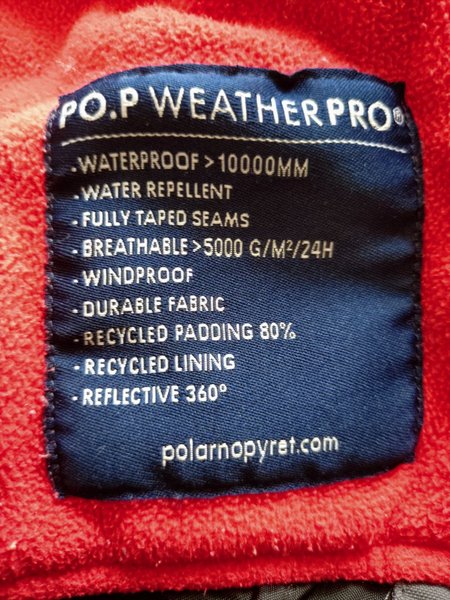 PO.P WEATHERPRO®
- WATERPROOF > 10000MM
- WATER REPELLENT
- FULLY TAPED SEAMS
- BREATHABLE >5000 G/M²/24H
- WINDPROOF
- DURABLE FABRIC
- RECYCLED PADDING 80%
- RECYCLED LINING
- REFLECTIVE 360°
polarnopyret.com